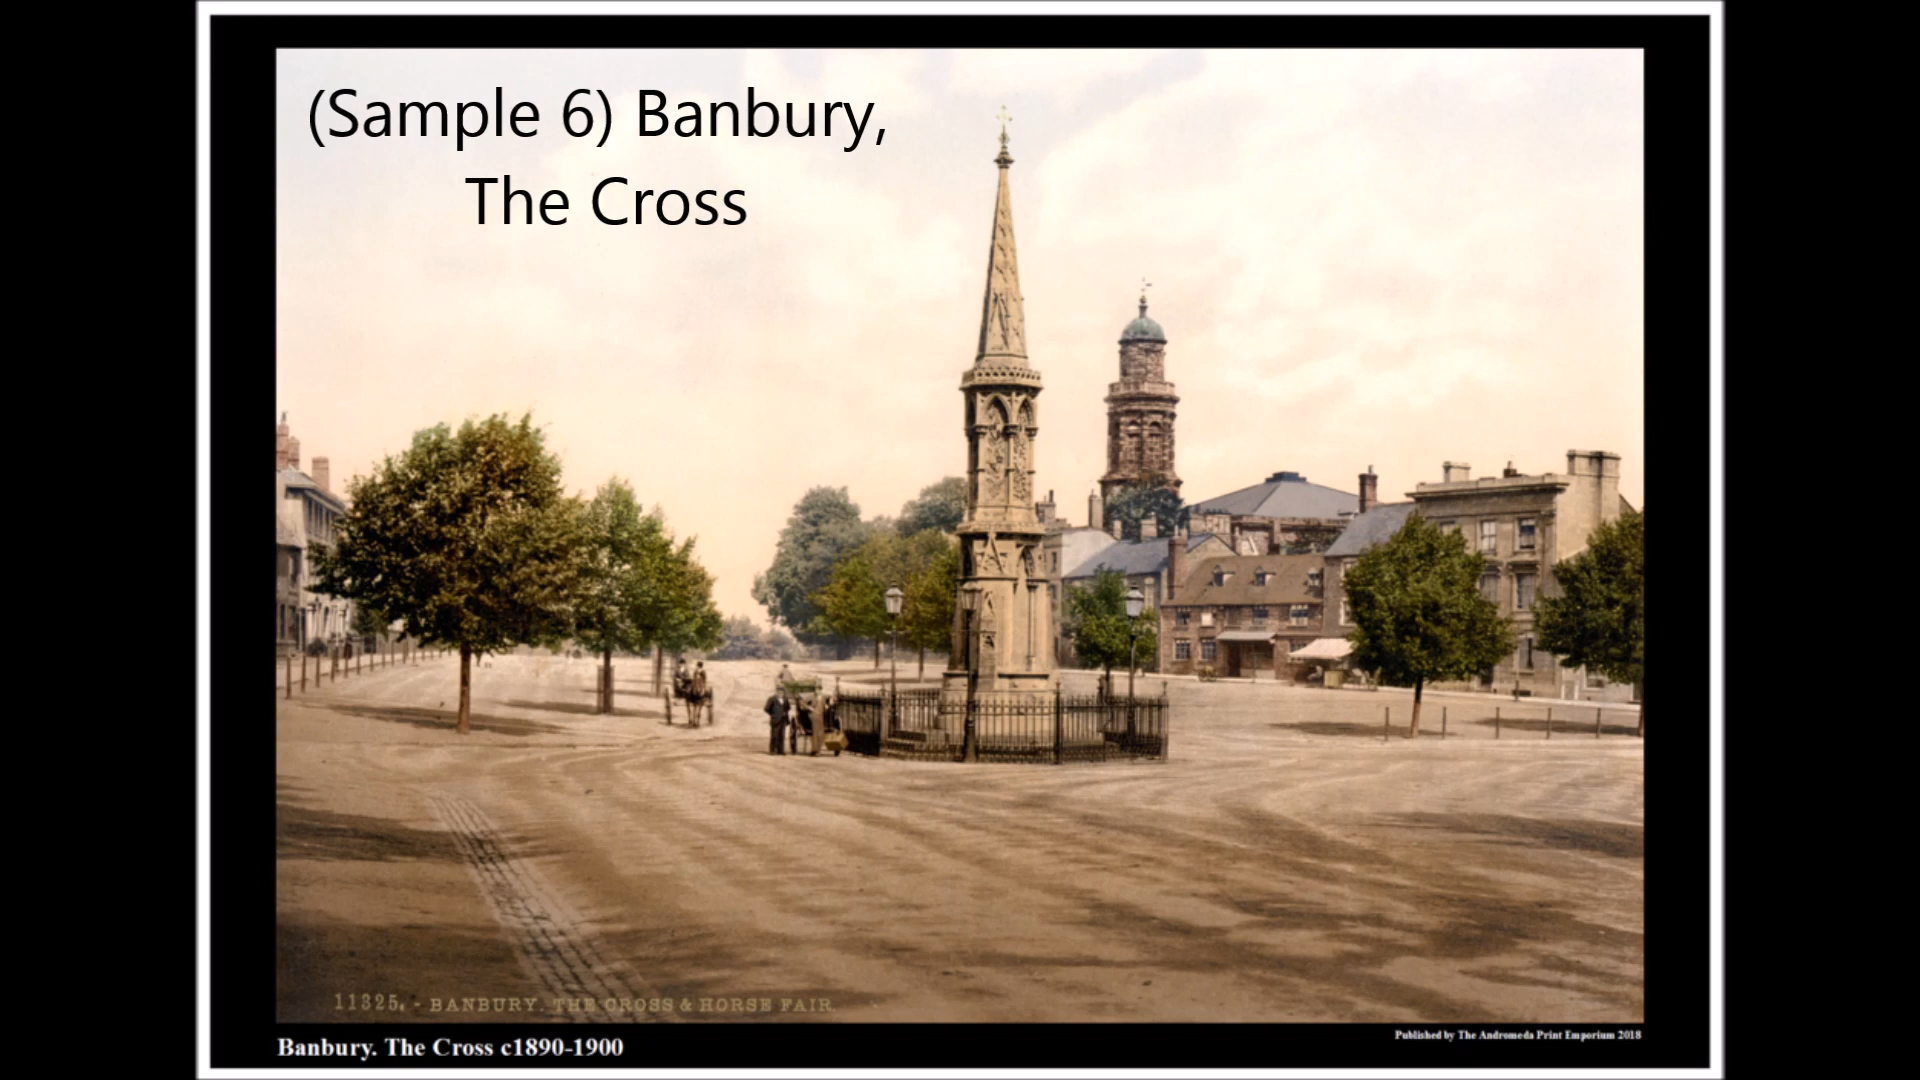 (Sample 6) Banbury,
The Cross
11325. - BANBURY. THE CROSS & HORSE FAIR
Banbury. The Cross c1890-1900
Published by The Andromeda Print Emporium 2018